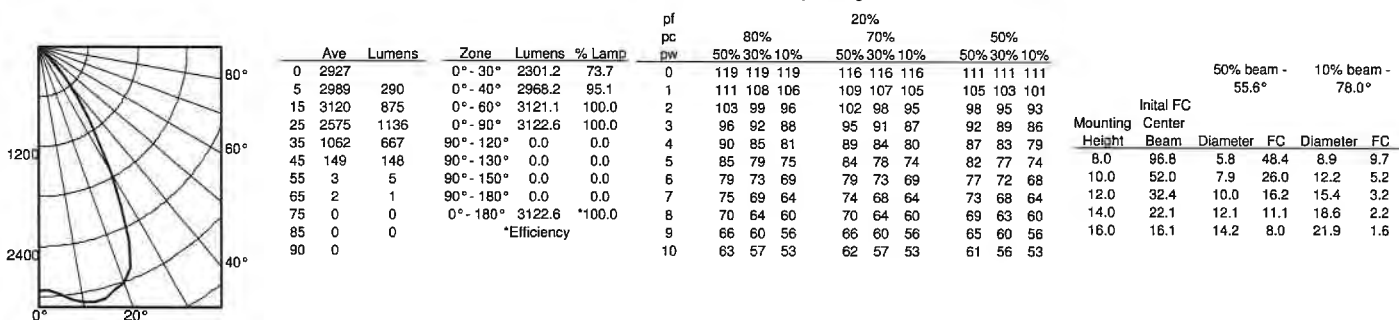 pf 20%
pc 80% 70% 50%
Ave Lumens Zone Lumens % Lamp pw 50% 30% 10% 50% 30% 10% 50% 30% 10%
0 2927 0° - 30° 2301.2 73.7 0 119 119 119 116 116 116 111 111 111
5 2989 290 0° - 40° 2968.2 95.1 1 111 108 106 109 107 105 105 103 101
15 3120 875 0° - 60° 3121.1 100.0 2 103 99 96 102 98 95 98 95 93
25 2575 1136 0° - 90° 3122.6 100.0 3 96 92 88 95 91 87 92 89 86
35 1062 667 90° - 120° 0.0 0.0 4 90 85 81 89 84 80 87 83 79
45 149 148 90° - 130° 0.0 0.0 5 85 79 75 84 78 74 82 77 74
55 3 5 90° - 150° 0.0 0.0 6 79 73 69 79 73 69 77 72 68
65 2 1 90° - 180° 0.0 0.0 7 75 69 64 74 68 64 73 68 64
75 0 0 0° - 180° 3122.6 *100.0 8 70 64 60 70 64 60 69 63 60
85 0 0 *Efficiency 9 66 60 56 66 60 56 65 60 56
90 0 10 63 57 53 62 57 53 61 56 53
80°
60°
40°
20°
0°
1200
2400
50% beam - 10% beam -
55.6° 78.0°
Inital FC
Mounting Center
Height Beam Diameter FC Diameter FC
8.0 96.8 5.8 48.4 8.9 9.7
10.0 52.0 7.9 26.0 12.2 5.2
12.0 32.4 10.0 16.2 15.4 3.2
14.0 22.1 12.1 11.1 18.6 2.2
16.0 16.1 14.2 8.0 21.9 1.6